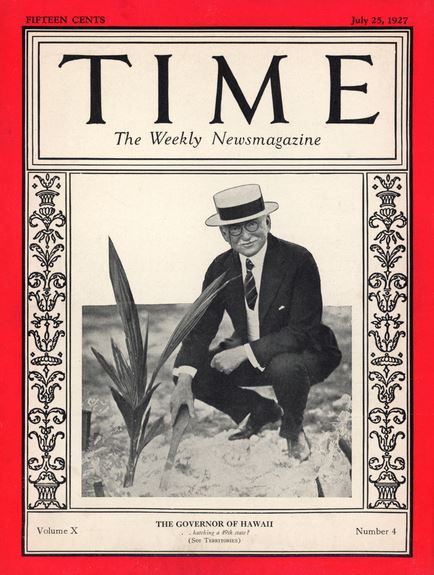 FIFTEEN CENTS July 25, 1927
TIME
The Weekly Newsmagazine
THE GOVERNOR OF HAWAII
. . hatching a 49th state?
(See TERRITORIES)
Volume X Number 4